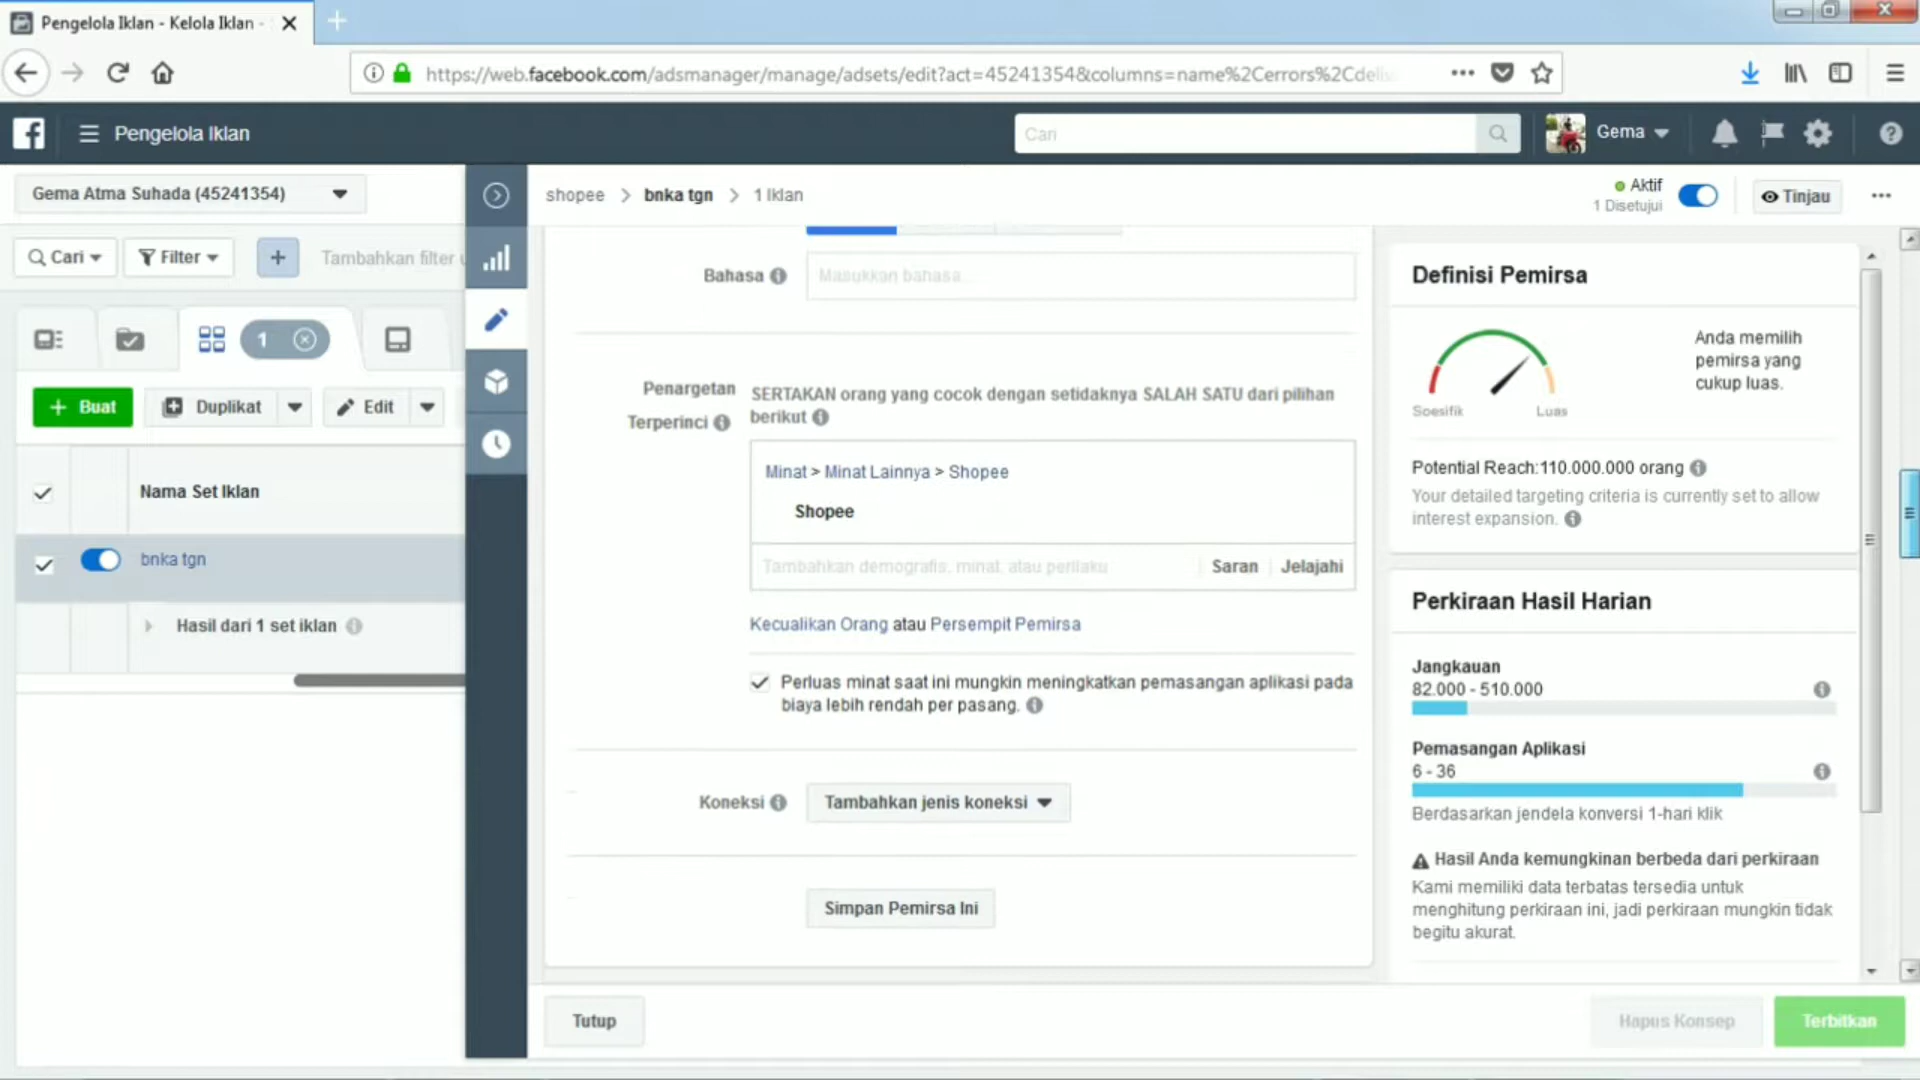 Pengelola Iklan - Kelola Iklan -
https://web.facebook.com/adsmanager/manage/adsets/edit?act=45241354&columns=name%2Cerrors%2Cdeli
Pengelola Iklan
Cari
Gema
Gema Atma Suhada (45241354)
shopee > bnka tgn > 1 Iklan
Aktif
1 Disetujui
Tinjau
Cari
Filter
Tambahkan filter
1
Buat
Duplikat
Edit
Nama Set Iklan
bnka tgn
Hasil dari 1 set iklan
Bahasa
Masukkan bahasa...
Penargetan
Terperinci
SERTAKAN orang yang cocok dengan setidaknya SALAH SATU dari pilihan
berikut
Minat > Minat Lainnya > Shopee
Shopee
Tambahkan demografis, minat, atau perilaku
Saran
Jelajahi
Kecualikan Orang atau Persempit Pemirsa
Perluas minat saat ini mungkin meningkatkan pemasangan aplikasi pada
biaya lebih rendah per pasang.
Koneksi
Tambahkan jenis koneksi
Simpan Pemirsa Ini
Definisi Pemirsa
Anda memilih
pemirsa yang
cukup luas.
Spesifik
Luas
Potential Reach:110.000.000 orang
Your detailed targeting criteria is currently set to allow
interest expansion.
Perkiraan Hasil Harian
Jangkauan
82.000 - 510.000
Pemasangan Aplikasi
6 - 36
Berdasarkan jendela konversi 1-hari klik
Hasil Anda kemungkinan berbeda dari perkiraan
Kami memiliki data terbatas tersedia untuk
menghitung perkiraan ini, jadi perkiraan mungkin tidak
begitu akurat.
Tutup
Hapus Konsep
Terbitkan